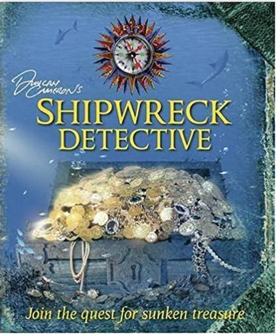 Duncan
Cameron's
SHIPWRECK
DETECTIVE
Join the quest for sunken treasure